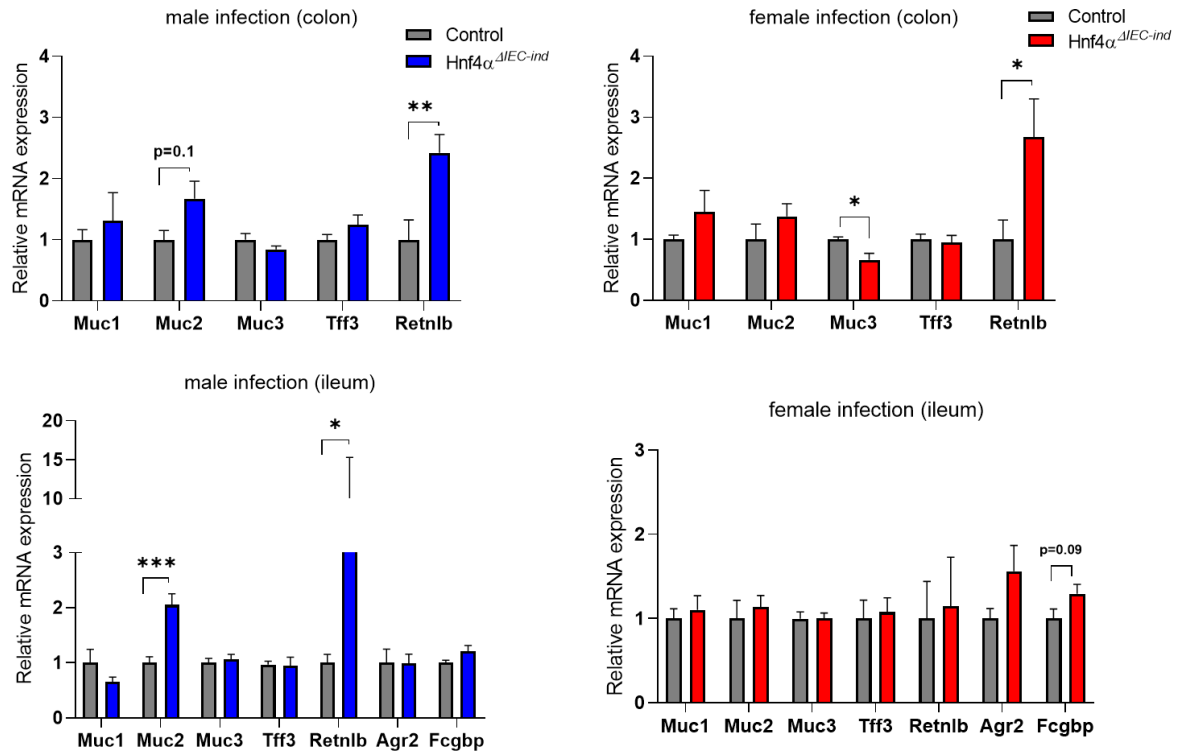 male infection (colon)
Control
Hnf4α^ΔIEC-ind
Relative mRNA expression
4
3
2
1
0
p=0.1
**
Muc1 Muc2 Muc3 Tff3 Retnlb
female infection (colon)
Control
Hnf4α^ΔIEC-ind
Relative mRNA expression
4
3
2
1
0
*
*
Muc1 Muc2 Muc3 Tff3 Retnlb
male infection (ileum)
Relative mRNA expression
20
15
10
3
2
1
0
***
*
Muc1 Muc2 Muc3 Tff3 Retnlb Agr2 Fcgbp
female infection (ileum)
Relative mRNA expression
3
2
1
0
p=0.09
Muc1 Muc2 Muc3 Tff3 Retnlb Agr2 Fcgbp